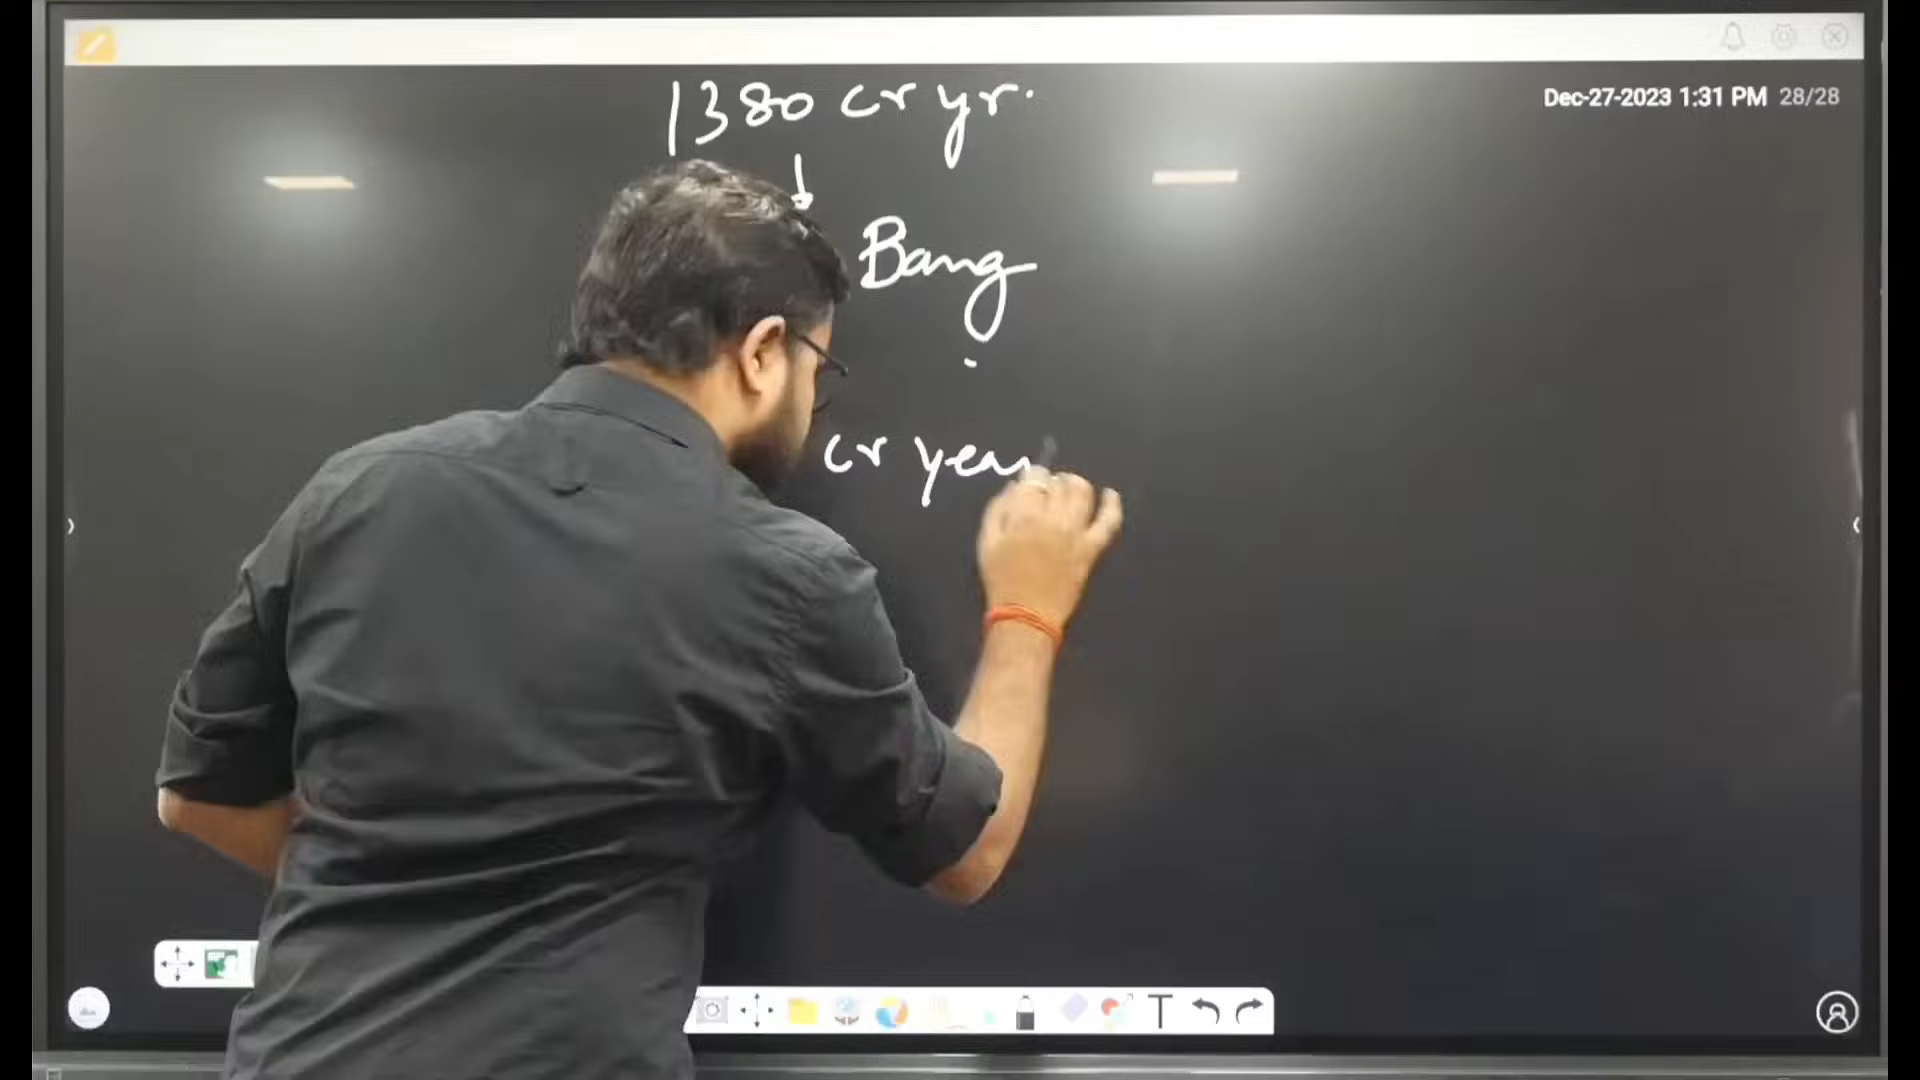 Dec-27-2023 1:31 PM 28/28
1380 cr yr.
Bang
cr year
T